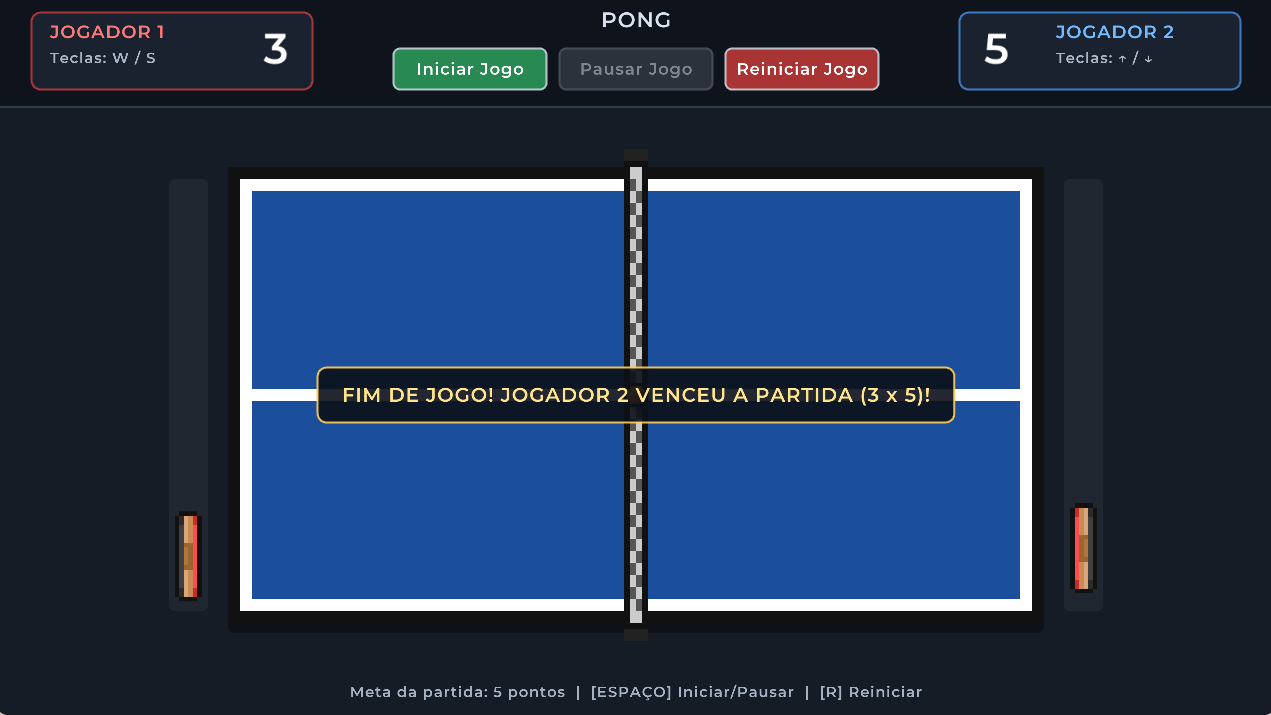 JOGADOR 1
Teclas: W / S
3
PONG
Iniciar Jogo
Pausar Jogo
Reiniciar Jogo
5
JOGADOR 2
Teclas: ↑ / ↓
FIM DE JOGO! JOGADOR 2 VENCEU A PARTIDA (3 x 5)!
Meta da partida: 5 pontos | [ESPAÇO] Iniciar/Pausar | [R] Reiniciar